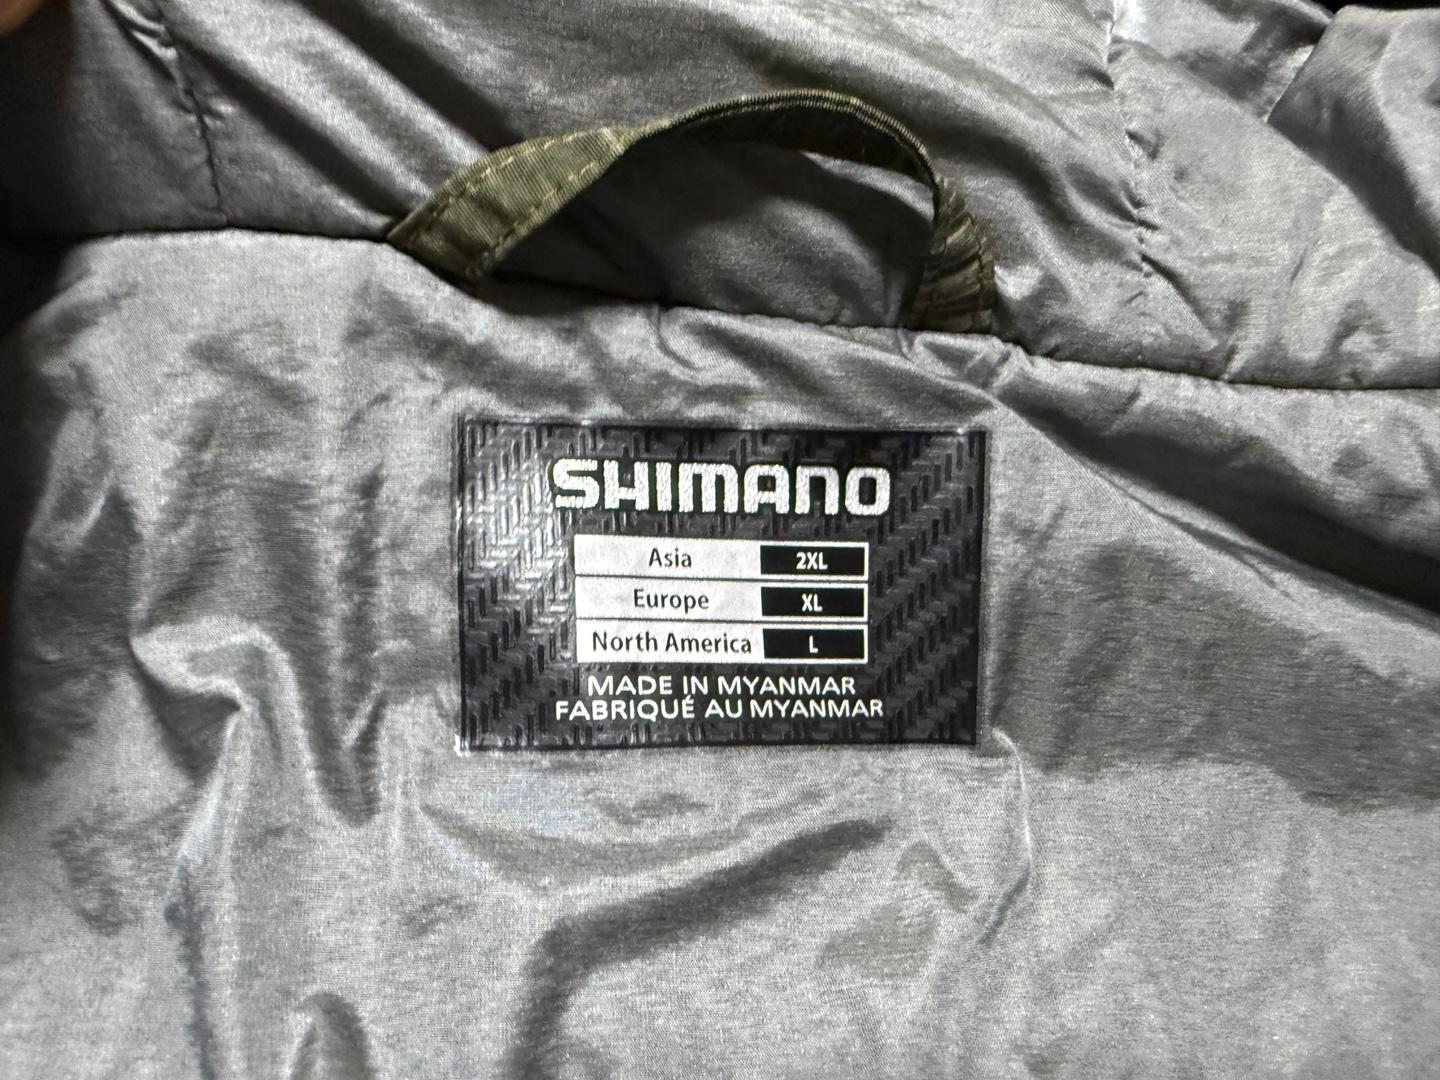 SHIMANO
Asia 2XL
Europe XL
North America L
MADE IN MYANMAR
FABRIQUÉ AU MYANMAR